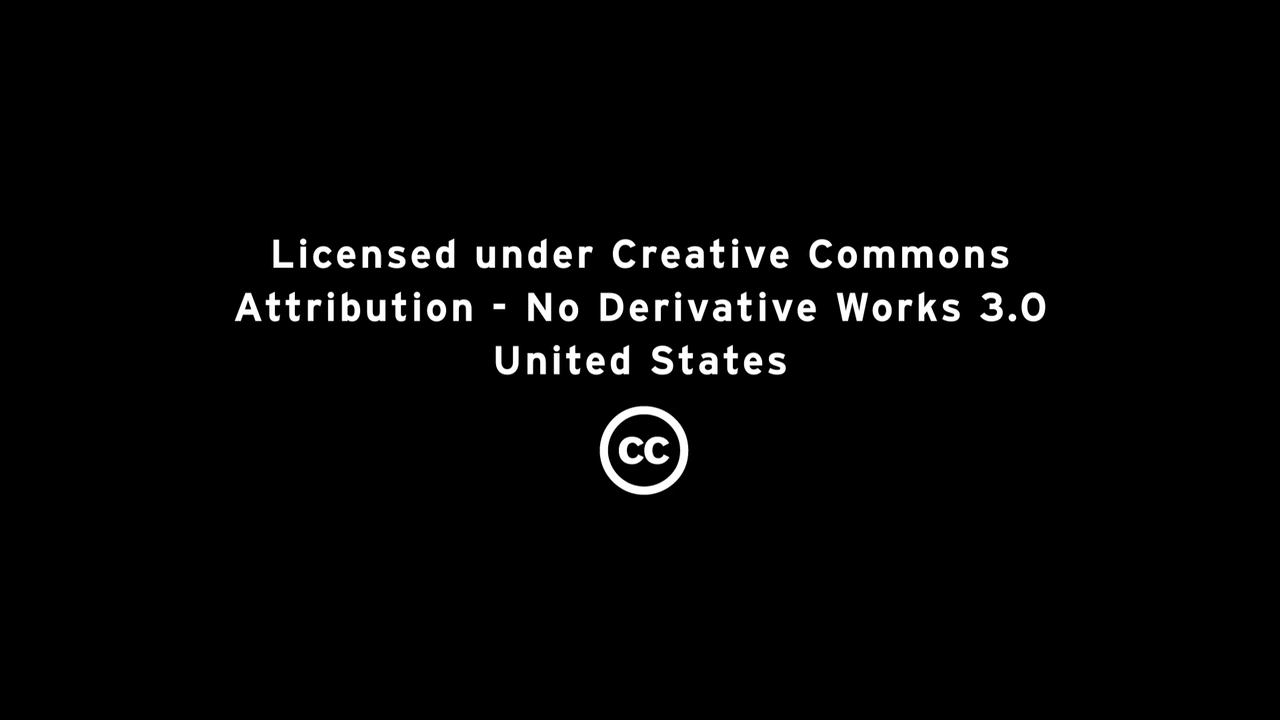 Licensed under Creative Commons
Attribution - No Derivative Works 3.0
United States
cc